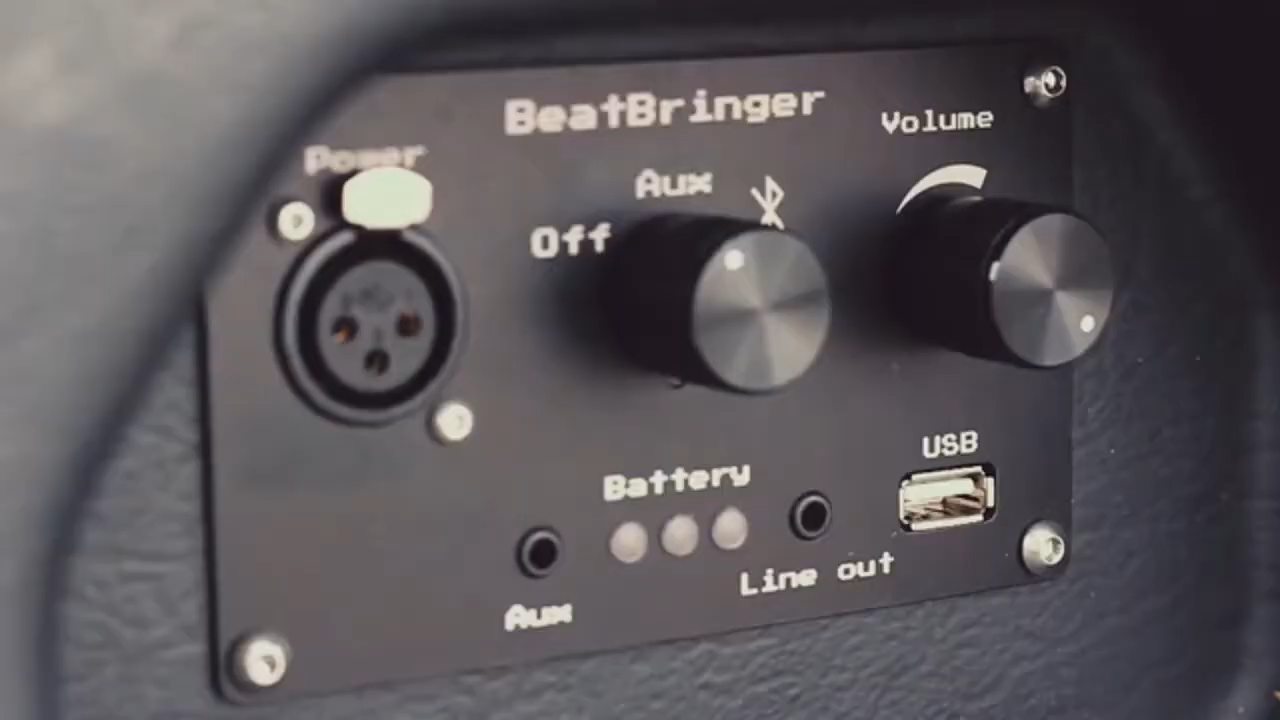 BeatBringer
Volume
Power
Aux
Off
USB
Battery
Line out
Aux